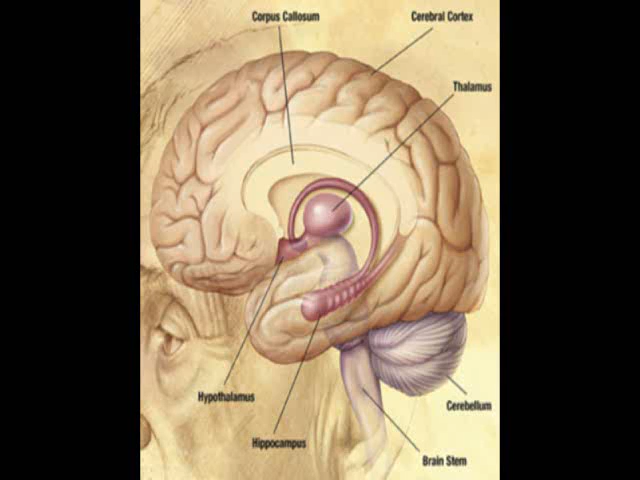 Corpus Callosum
Cerebral Cortex
Thalamus
Hypothalamus
Cerebellum
Hippocampus
Brain Stem